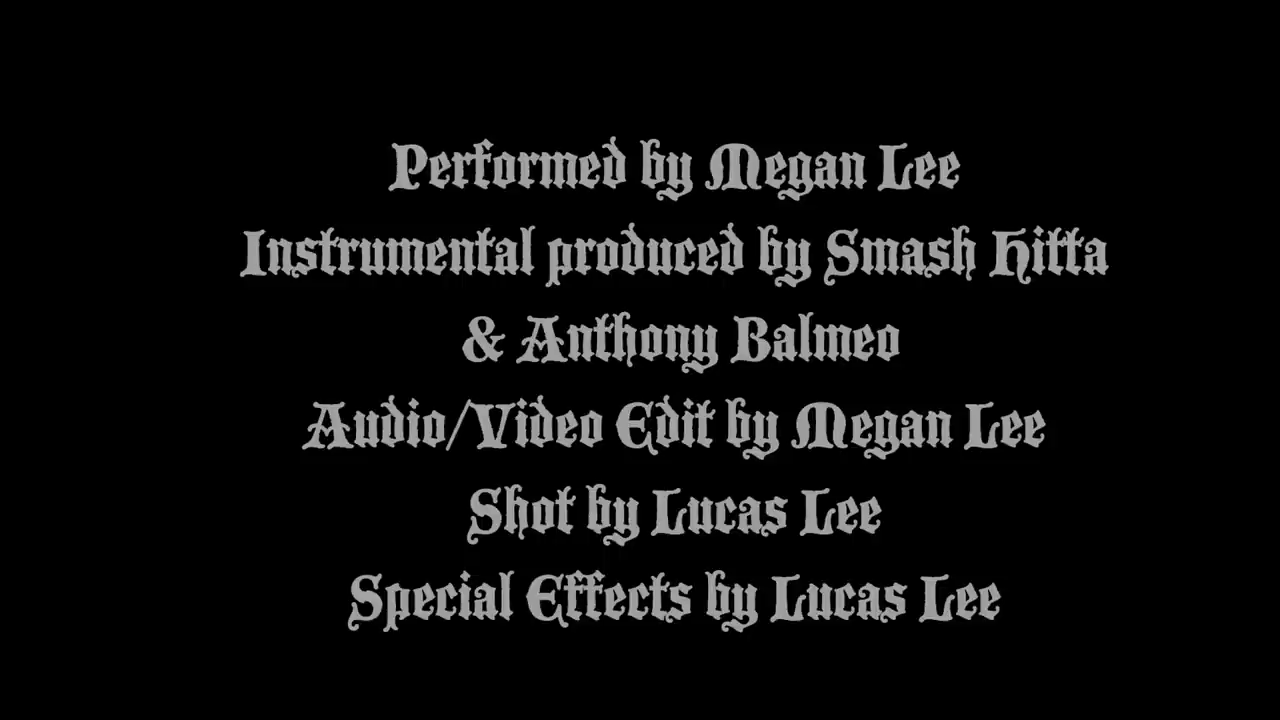 Performed by Megan Lee
Instrumental produced by Smash Hitta
& Anthony Balmeo
Audio/Video Edit by Megan Lee
Shot by Lucas Lee
Special Effects by Lucas Lee